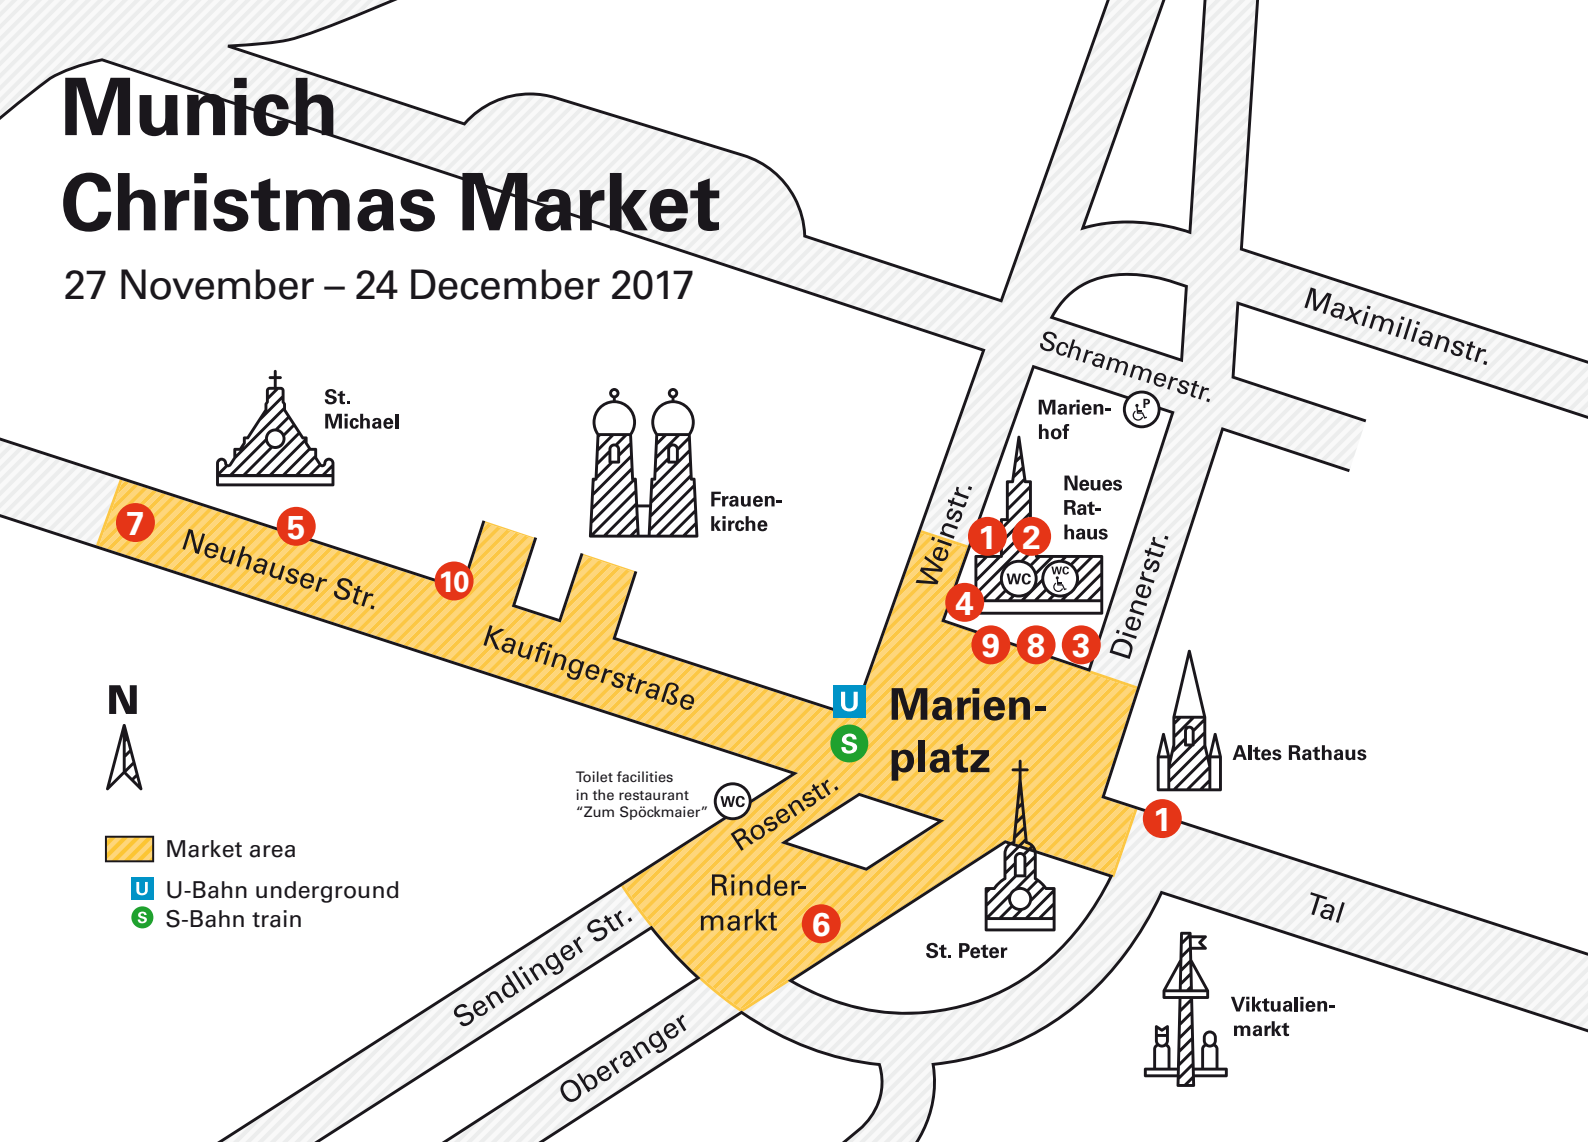 Munich
Christmas Market
27 November – 24 December 2017
Maximilianstr.
Schrammerstr.
P
Marien-
hof
St.
Michael
Frauen-
kirche
Neues
Rat-
haus
Weinstr.
Dienerstr.
1
2
WC
WC
4
9
8
3
7
5
10
Neuhauser Str.
Kaufingerstraße
U
S
Marien-
platz
Altes Rathaus
1
N
Toilet facilities
in the restaurant
“Zum Spöckmaier”
WC
Rosenstr.
Rinder-
markt
6
St. Peter
Tal
Market area
U U-Bahn underground
S S-Bahn train
Sendlinger Str.
Oberanger
Viktualien-
markt